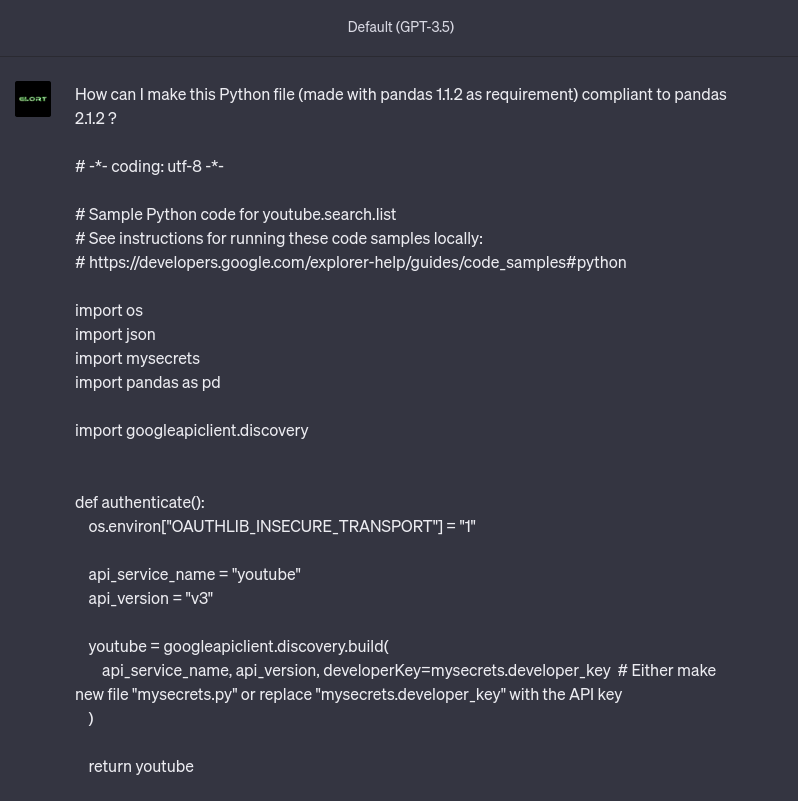 Default (GPT-3.5)
ELORT
How can I make this Python file (made with pandas 1.1.2 as requirement) compliant to pandas
2.1.2 ?
# -*- coding: utf-8 -*-
# Sample Python code for youtube.search.list
# See instructions for running these code samples locally:
# https://developers.google.com/explorer-help/guides/code_samples#python
import os
import json
import mysecrets
import pandas as pd
import googleapiclient.discovery
def authenticate():
    os.environ["OAUTHLIB_INSECURE_TRANSPORT"] = "1"
    api_service_name = "youtube"
    api_version = "v3"
    youtube = googleapiclient.discovery.build(
        api_service_name, api_version, developerKey=mysecrets.developer_key  # Either make
new file "mysecrets.py" or replace "mysecrets.developer_key" with the API key
    )
    return youtube